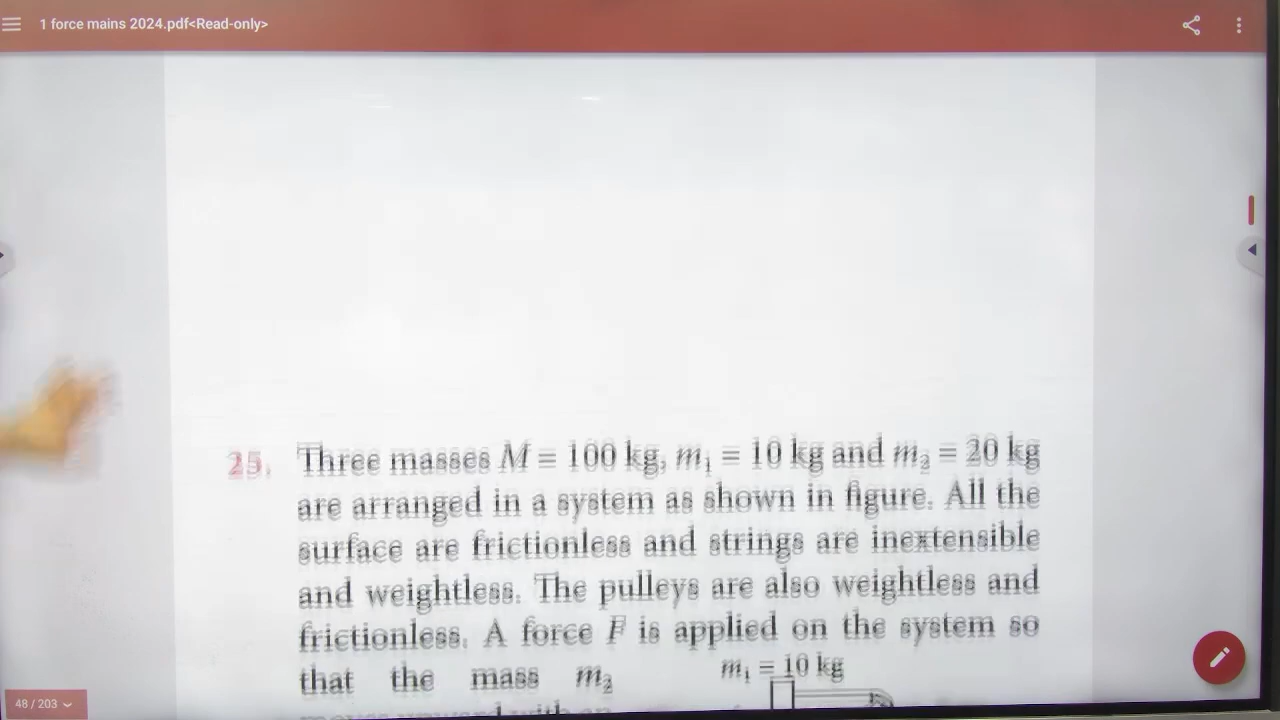 1 force mains 2024.pdf<Read-only>
25. Three masses M = 100 kg, m₁ = 10 kg and m₂ = 20 kg
are arranged in a system as shown in figure. All the
surface are frictionless and strings are inextensible
and weightless. The pulleys are also weightless and
frictionless. A force F is applied on the system so
that the mass m₂
m₁ = 10 kg
48 / 203